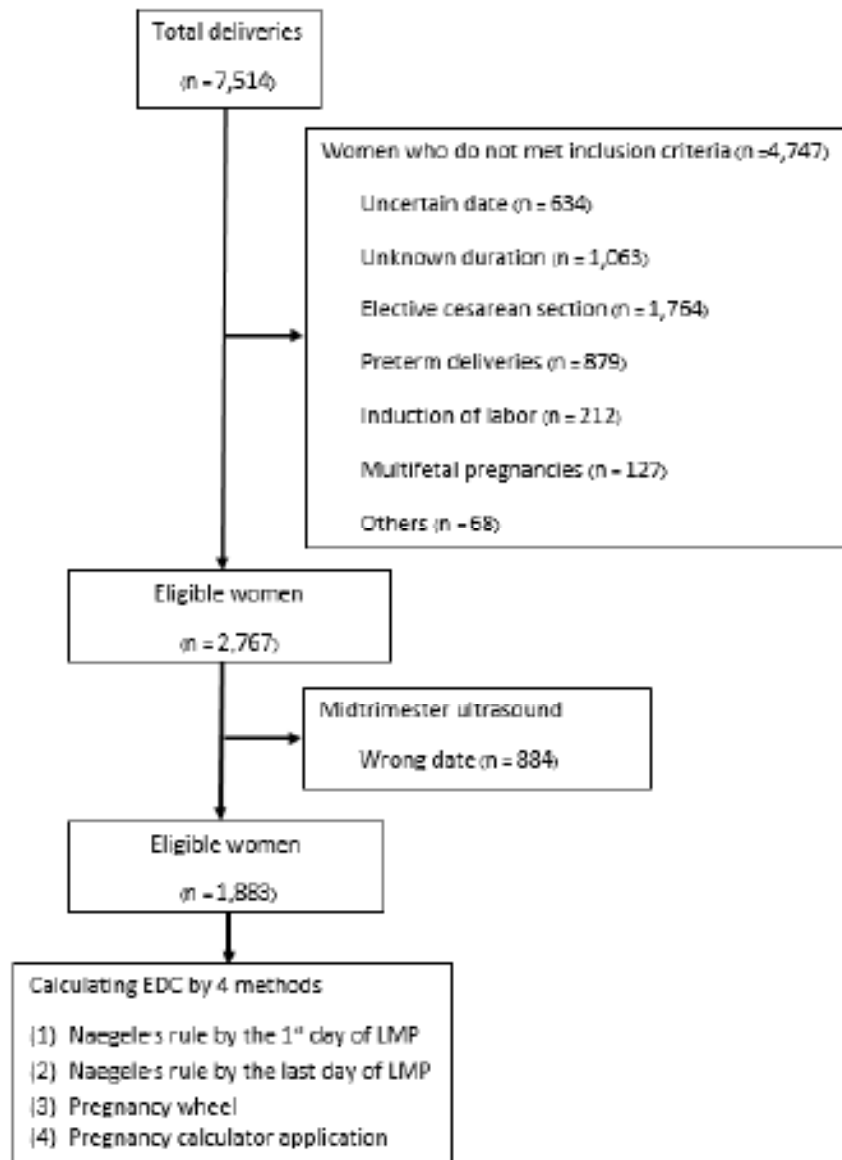 Total deliveries
(n = 7,514)
Women who do not met inclusion criteria (n =4,747)
Uncertain date (n = 634)
Unknown duration (n = 1,063)
Elective cesarean section (n = 1,764)
Preterm deliveries (n = 879)
Induction of labor (n = 212)
Multifetal pregnancies (n = 127)
Others (n = 68)
Eligible women
(n = 2,767)
Midtrimester ultrasound
Wrong date (n = 884)
Eligible women
(n = 1,883)
Calculating EDC by 4 methods
(1) Naegele's rule by the 1st day of LMP
(2) Naegele's rule by the last day of LMP
(3) Pregnancy wheel
(4) Pregnancy calculator application